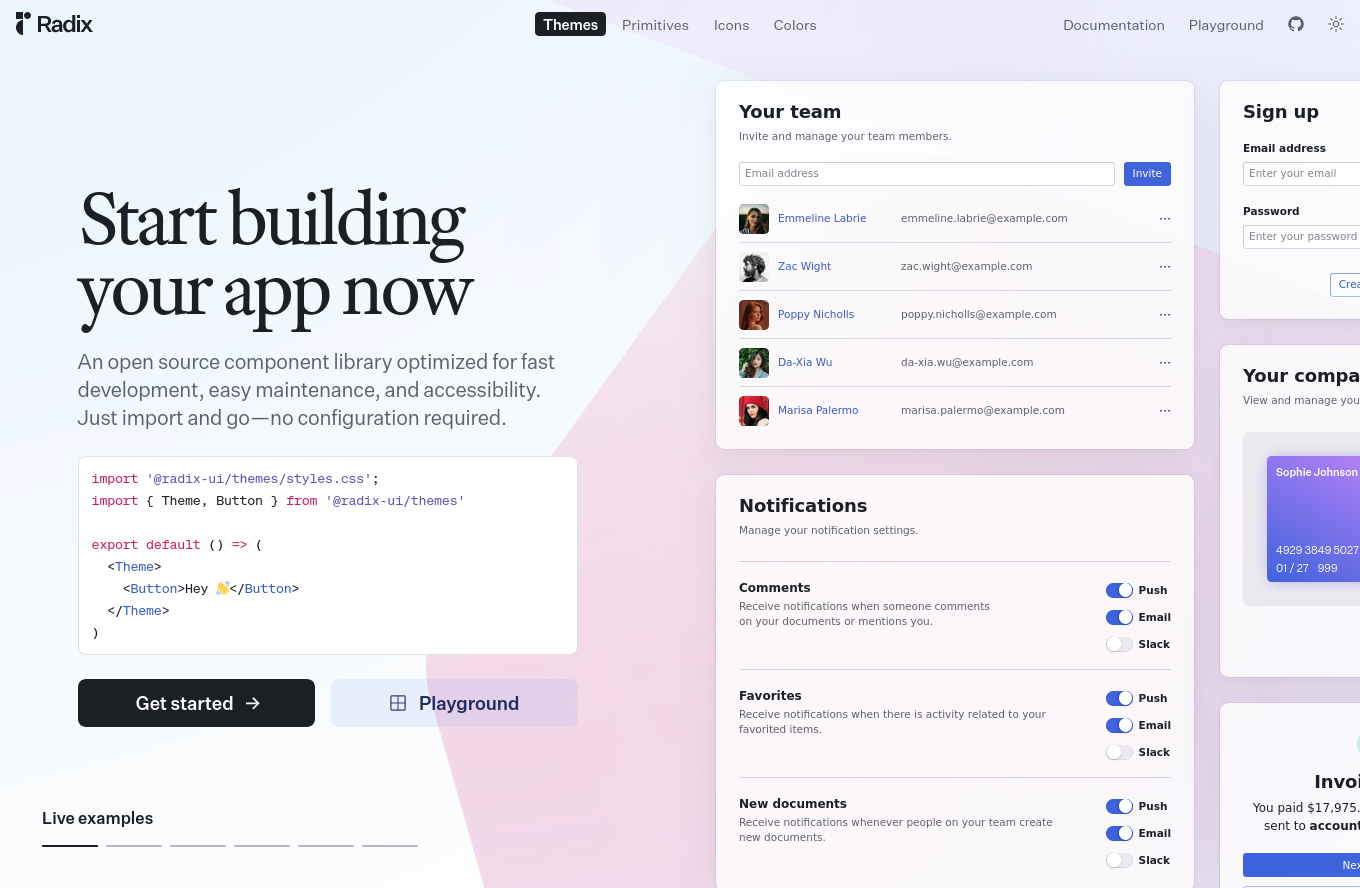 Radix
Themes Primitives Icons Colors
Documentation Playground
Start building
your app now
An open source component library optimized for fast
development, easy maintenance, and accessibility.
Just import and go—no configuration required.
import '@radix-ui/themes/styles.css';
import { Theme, Button } from '@radix-ui/themes'
export default () => (
<Theme>
<Button>Hey 👋</Button>
</Theme>
)
Get started →
Playground
Live examples
Your team
Invite and manage your team members.
Email address Invite
Emmeline Labrie emmeline.labrie@example.com
Zac Wight zac.wight@example.com
Poppy Nicholls poppy.nicholls@example.com
Da-Xia Wu da-xia.wu@example.com
Marisa Palermo marisa.palermo@example.com
Notifications
Manage your notification settings.
Comments
Receive notifications when someone comments
on your documents or mentions you.
Push
Email
Slack
Favorites
Receive notifications when there is activity related to your
favorited items.
Push
Email
Slack
New documents
Receive notifications whenever people on your team create
new documents.
Push
Email
Slack
Sign up
Email address
Enter your email
Password
Enter your password
Your
View and manage
Sophie Johnson
4929 3849 5027
01 / 27 999
You paid $17,975.
sent to